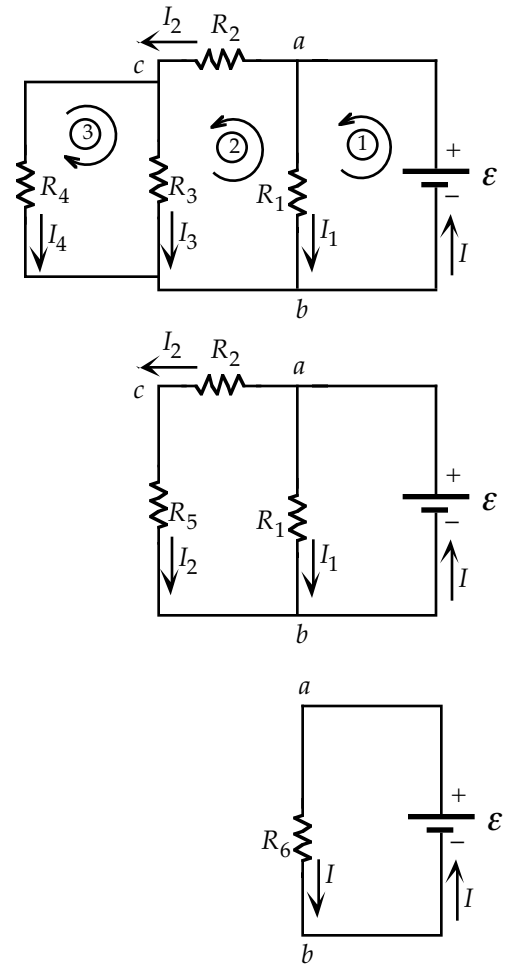 I₂ R₂ a
c
3 2 1 +
R₄ R₃ R₁ − ε
I₄ I₃ I₁ I
b
I₂ R₂ a
c
+
R₅ R₁ − ε
I₂ I₁ I
b
a
+
R₆ − ε
I I
b